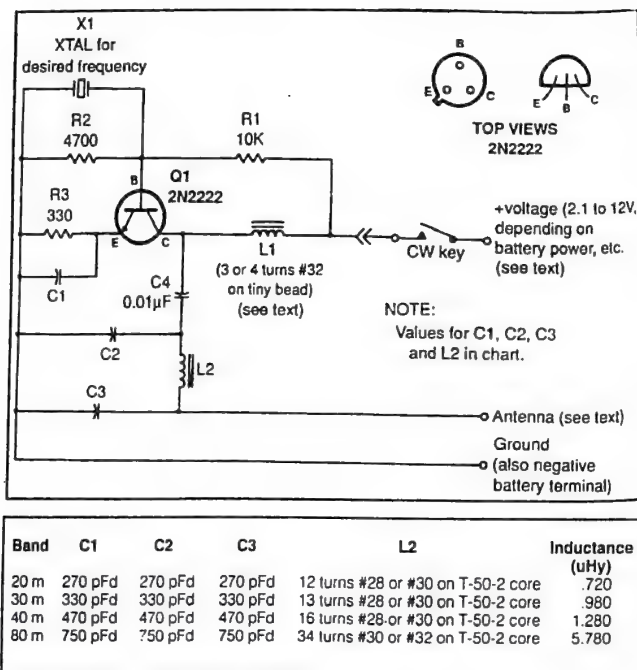 X1
XTAL for
desired frequency
R2
4700
R1
10K
B
Q1
2N2222
R3
330
E
C
C1
C4
0.01µF
L1
(3 or 4 turns #32
on tiny bead)
(see text)
C2
L2
C3
B
E
C
E
B
C
TOP VIEWS
2N2222
CW key
+voltage (2.1 to 12V,
depending on
battery power, etc.
(see text)
NOTE:
Values for C1, C2, C3
and L2 in chart.
Antenna (see text)
Ground
(also negative
battery terminal)
Band C1 C2 C3 L2 Inductance
(uHy)
20 m 270 pFd 270 pFd 270 pFd 12 turns #28 or #30 on T-50-2 core .720
30 m 330 pFd 330 pFd 330 pFd 13 turns #28 or #30 on T-50-2 core .980
40 m 470 pFd 470 pFd 470 pFd 16 turns #28 or #30 on T-50-2 core 1.280
80 m 750 pFd 750 pFd 750 pFd 34 turns #30 or #32 on T-50-2 core 5.780